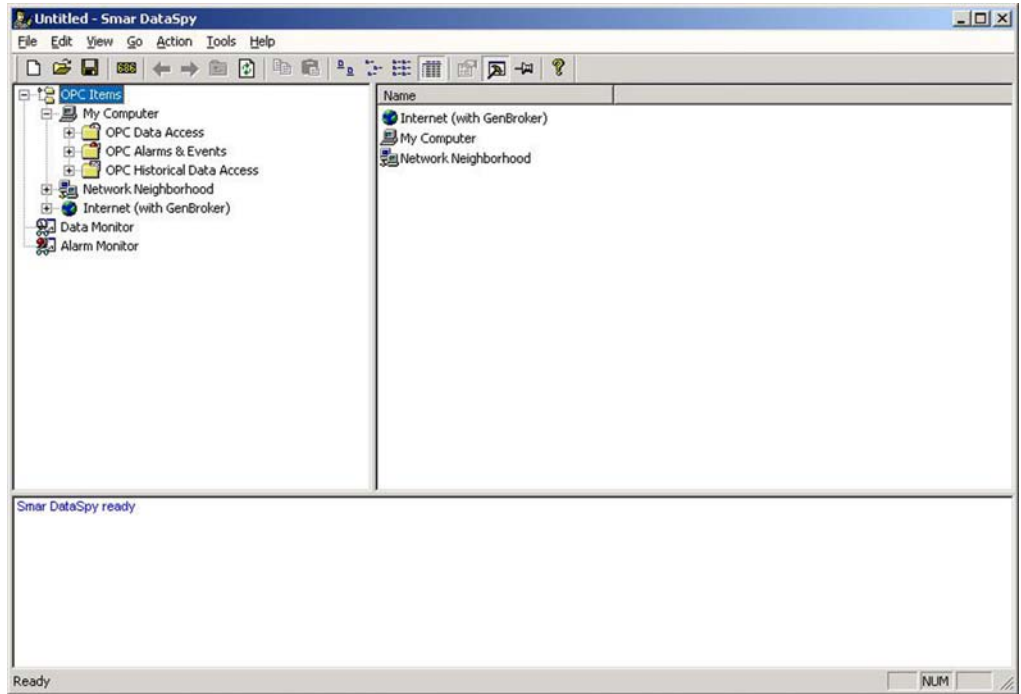 Untitled - Smar DataSpy
File Edit View Go Action Tools Help
OPC Items
My Computer
OPC Data Access
OPC Alarms & Events
OPC Historical Data Access
Network Neighborhood
Internet (with GenBroker)
Data Monitor
Alarm Monitor
Name
Internet (with GenBroker)
My Computer
Network Neighborhood
Smar DataSpy ready
Ready
NUM